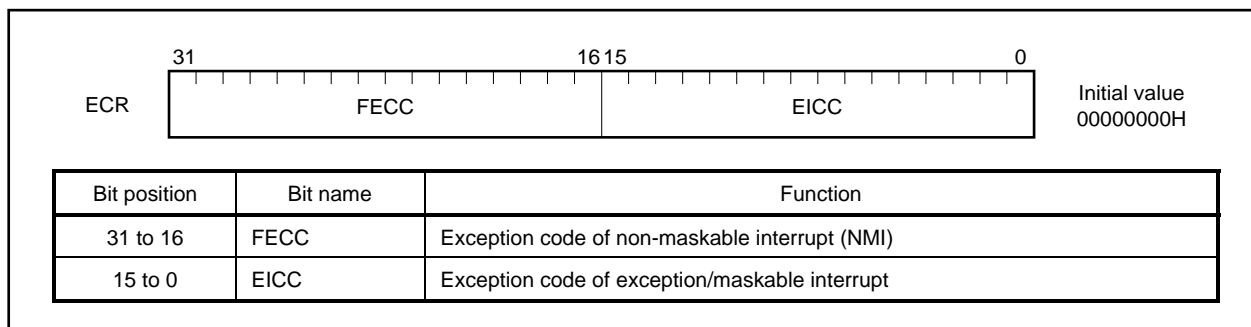 31 16 15 0
ECR FECC EICC Initial value
00000000H
Bit position Bit name Function
31 to 16 FECC Exception code of non-maskable interrupt (NMI)
15 to 0 EICC Exception code of exception/maskable interrupt